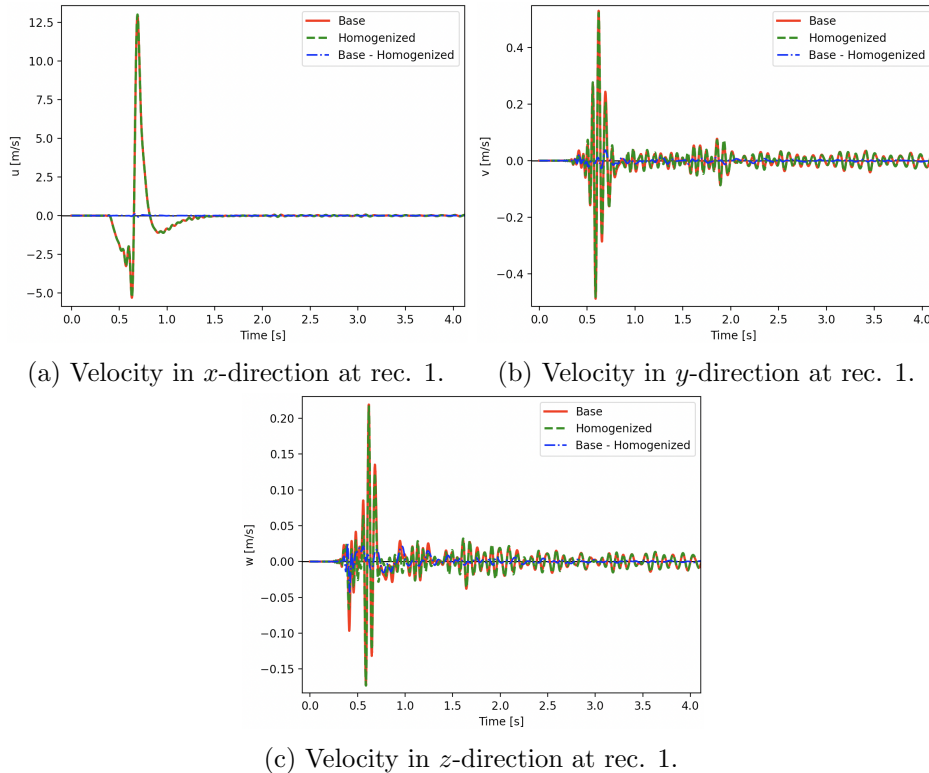 Base
Homogenized
Base - Homogenized
12.5
10.0
7.5
5.0
2.5
0.0
−2.5
−5.0
u [m/s]
0.0 0.5 1.0 1.5 2.0 2.5 3.0 3.5 4.0
Time [s]
(a) Velocity in x-direction at rec. 1.
Base
Homogenized
Base - Homogenized
0.4
0.2
0.0
−0.2
−0.4
v [m/s]
0.0 0.5 1.0 1.5 2.0 2.5 3.0 3.5 4.0
Time [s]
(b) Velocity in y-direction at rec. 1.
Base
Homogenized
Base - Homogenized
0.20
0.15
0.10
0.05
0.00
−0.05
−0.10
−0.15
w [m/s]
0.0 0.5 1.0 1.5 2.0 2.5 3.0 3.5 4.0
Time [s]
(c) Velocity in z-direction at rec. 1.